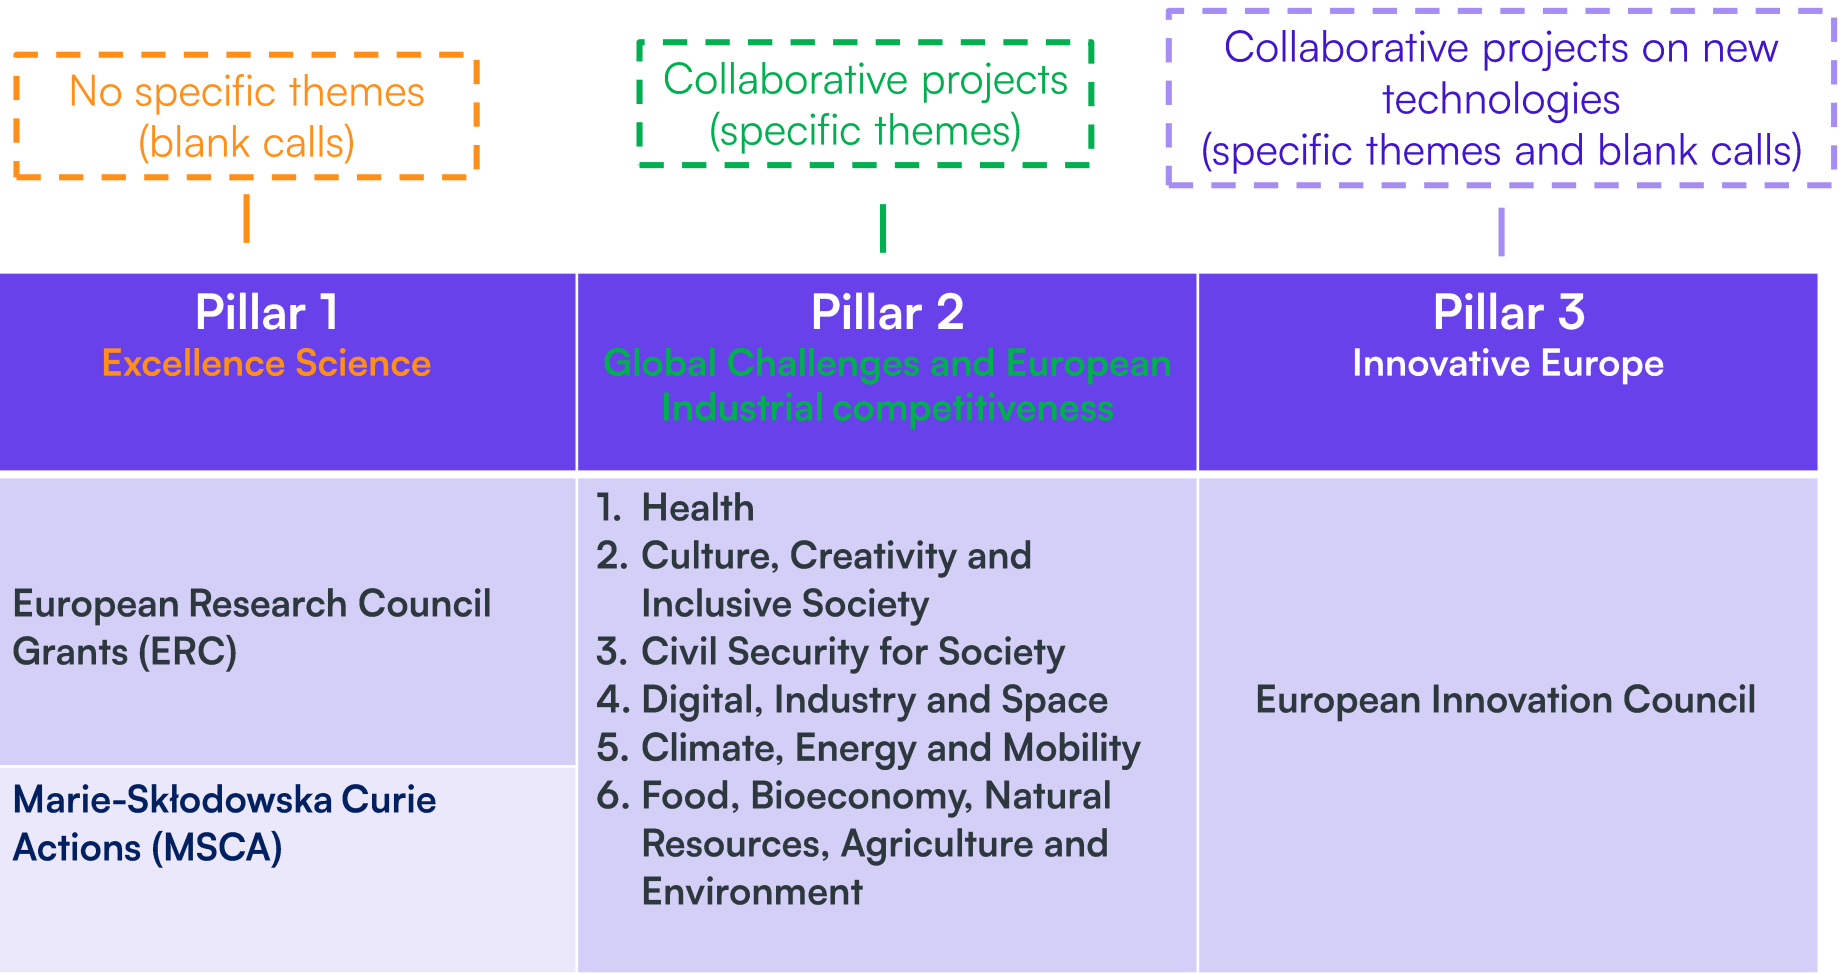 No specific themes
(blank calls)
Collaborative projects
(specific themes)
Collaborative projects on new
technologies
(specific themes and blank calls)
Pillar 1
Excellence Science
Pillar 2
Global Challenges and European
Industrial competitiveness
Pillar 3
Innovative Europe
European Research Council
Grants (ERC)
Marie-Skłodowska Curie
Actions (MSCA)
1. Health
2. Culture, Creativity and
Inclusive Society
3. Civil Security for Society
4. Digital, Industry and Space
5. Climate, Energy and Mobility
6. Food, Bioeconomy, Natural
Resources, Agriculture and
Environment
European Innovation Council